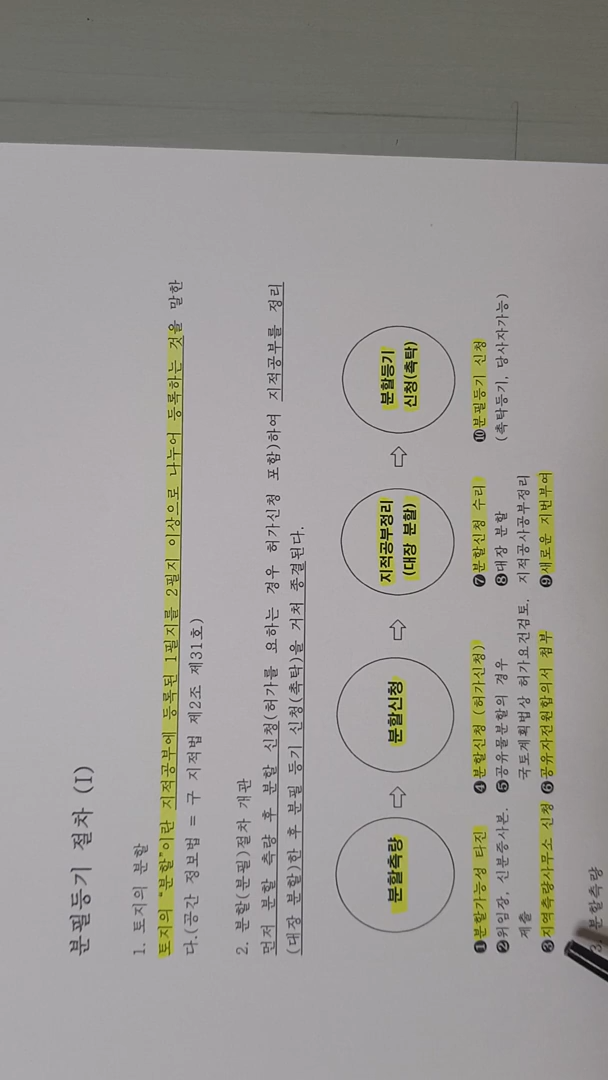 분필등기 절차 (I)
1. 토지의 분할
토지의 "분할"이란 지적공부에 등록된 1필지를 2필지 이상으로 나누어 등록하는 것을 말한
다.(공간 정보법 = 구 지적법 제2조 제31호)
2. 분할(분필)절차 개관
먼저 분할 측량 후 분할 신청(허가를 요하는 경우 허가신청 포함)하여 지적공부를 정리
(대장 분할)한 후 분필 등기 신청(촉탁)을 거쳐 종결된다.
분할측량 ⇨ 분할신청 ⇨ 지적공부정리 ⇨ 분할등기
(대장 분할) 신청(촉탁)
❶분할가능성 타진 ❹분할신청 (허가신청) ❼분할신청 수리 ❿분필등기 신청
❷위임장, 신분증사본. ❺공유물분할의 경우 ❽대장 분할 (촉탁등기, 당사자가능)
제출 국토계획법상 허가요건검토. 지적공사공부정리
❸지역측량사무소 신청 ❻공유자전원합의서 첨부 ❾새로운 지번부여
3. 분할측량